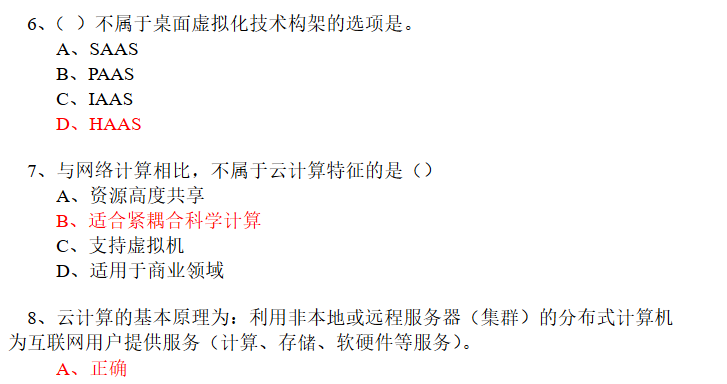 6、（ ）不属于桌面虚拟化技术构架的选项是。
A、SAAS
B、PAAS
C、IAAS
D、HAAS
7、与网络计算相比，不属于云计算特征的是（）
A、资源高度共享
B、适合紧耦合科学计算
C、支持虚拟机
D、适用于商业领域
8、云计算的基本原理为：利用非本地或远程服务器（集群）的分布式计算机
为互联网用户提供服务（计算、存储、软硬件等服务）。
A、正确